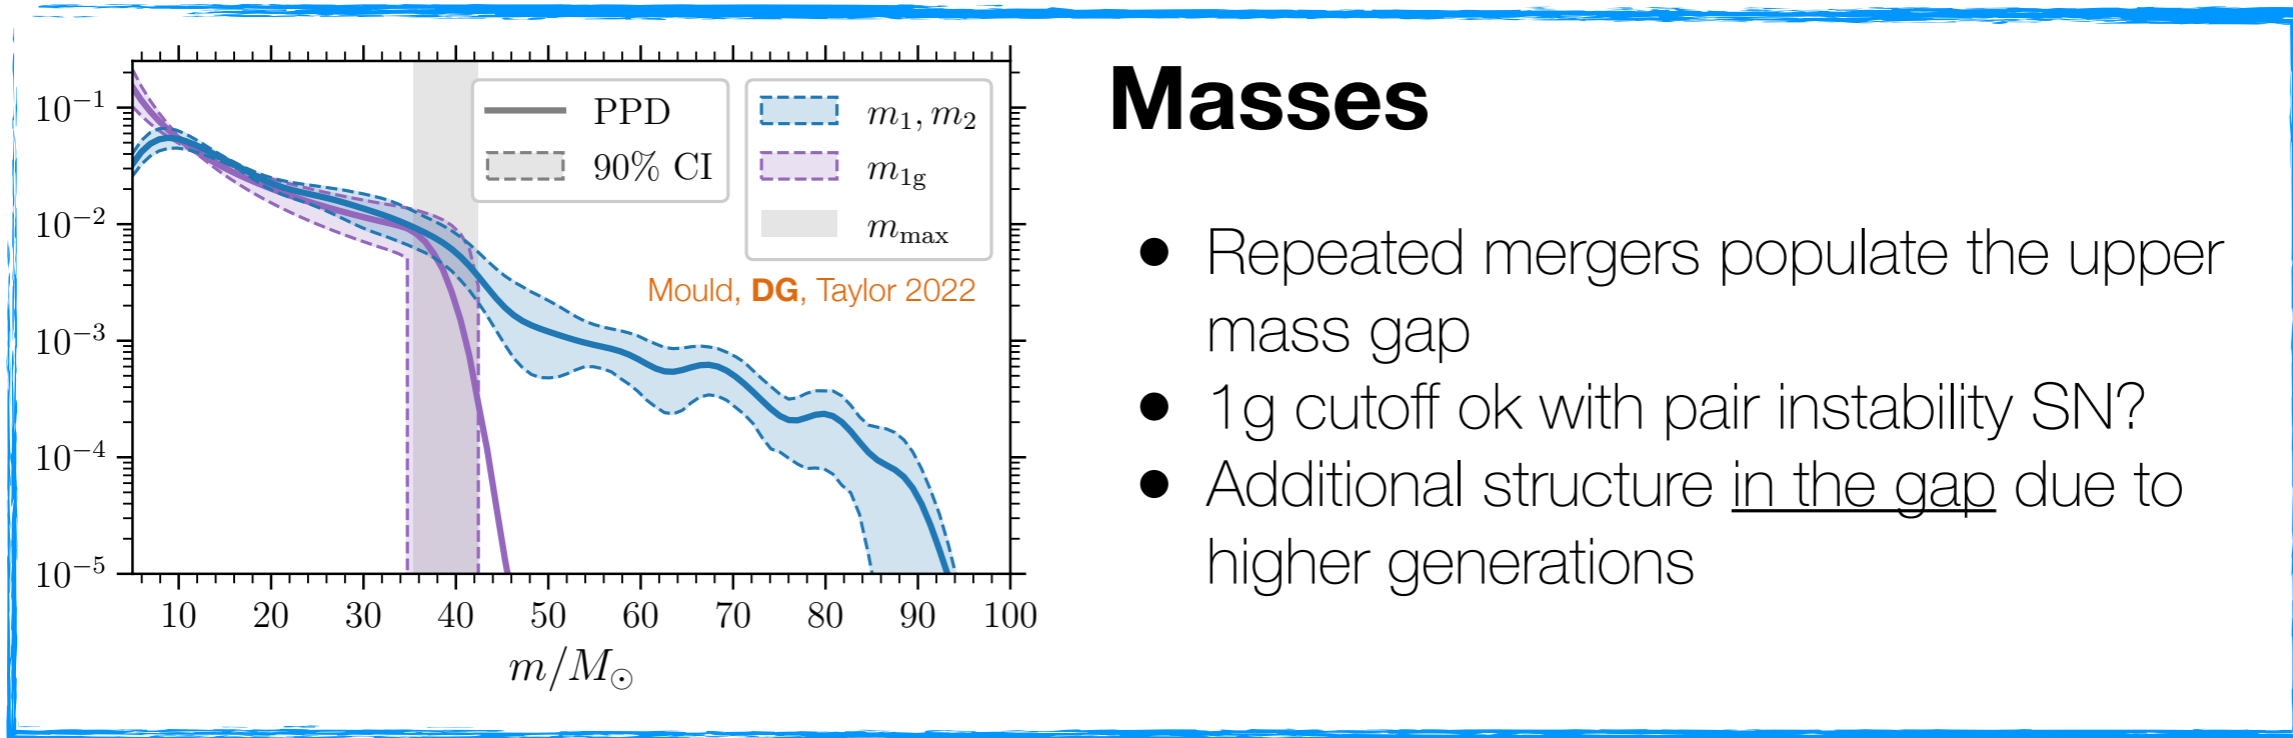 Masses
10⁻¹
10⁻²
10⁻³
10⁻⁴
10⁻⁵
PPD
90% CI
m₁, m₂
m₁g
mₘₐₓ
Mould, DG, Taylor 2022
10 20 30 40 50 60 70 80 90 100
m/M⊙
● Repeated mergers populate the upper
mass gap
● 1g cutoff ok with pair instability SN?
● Additional structure in the gap due to
higher generations